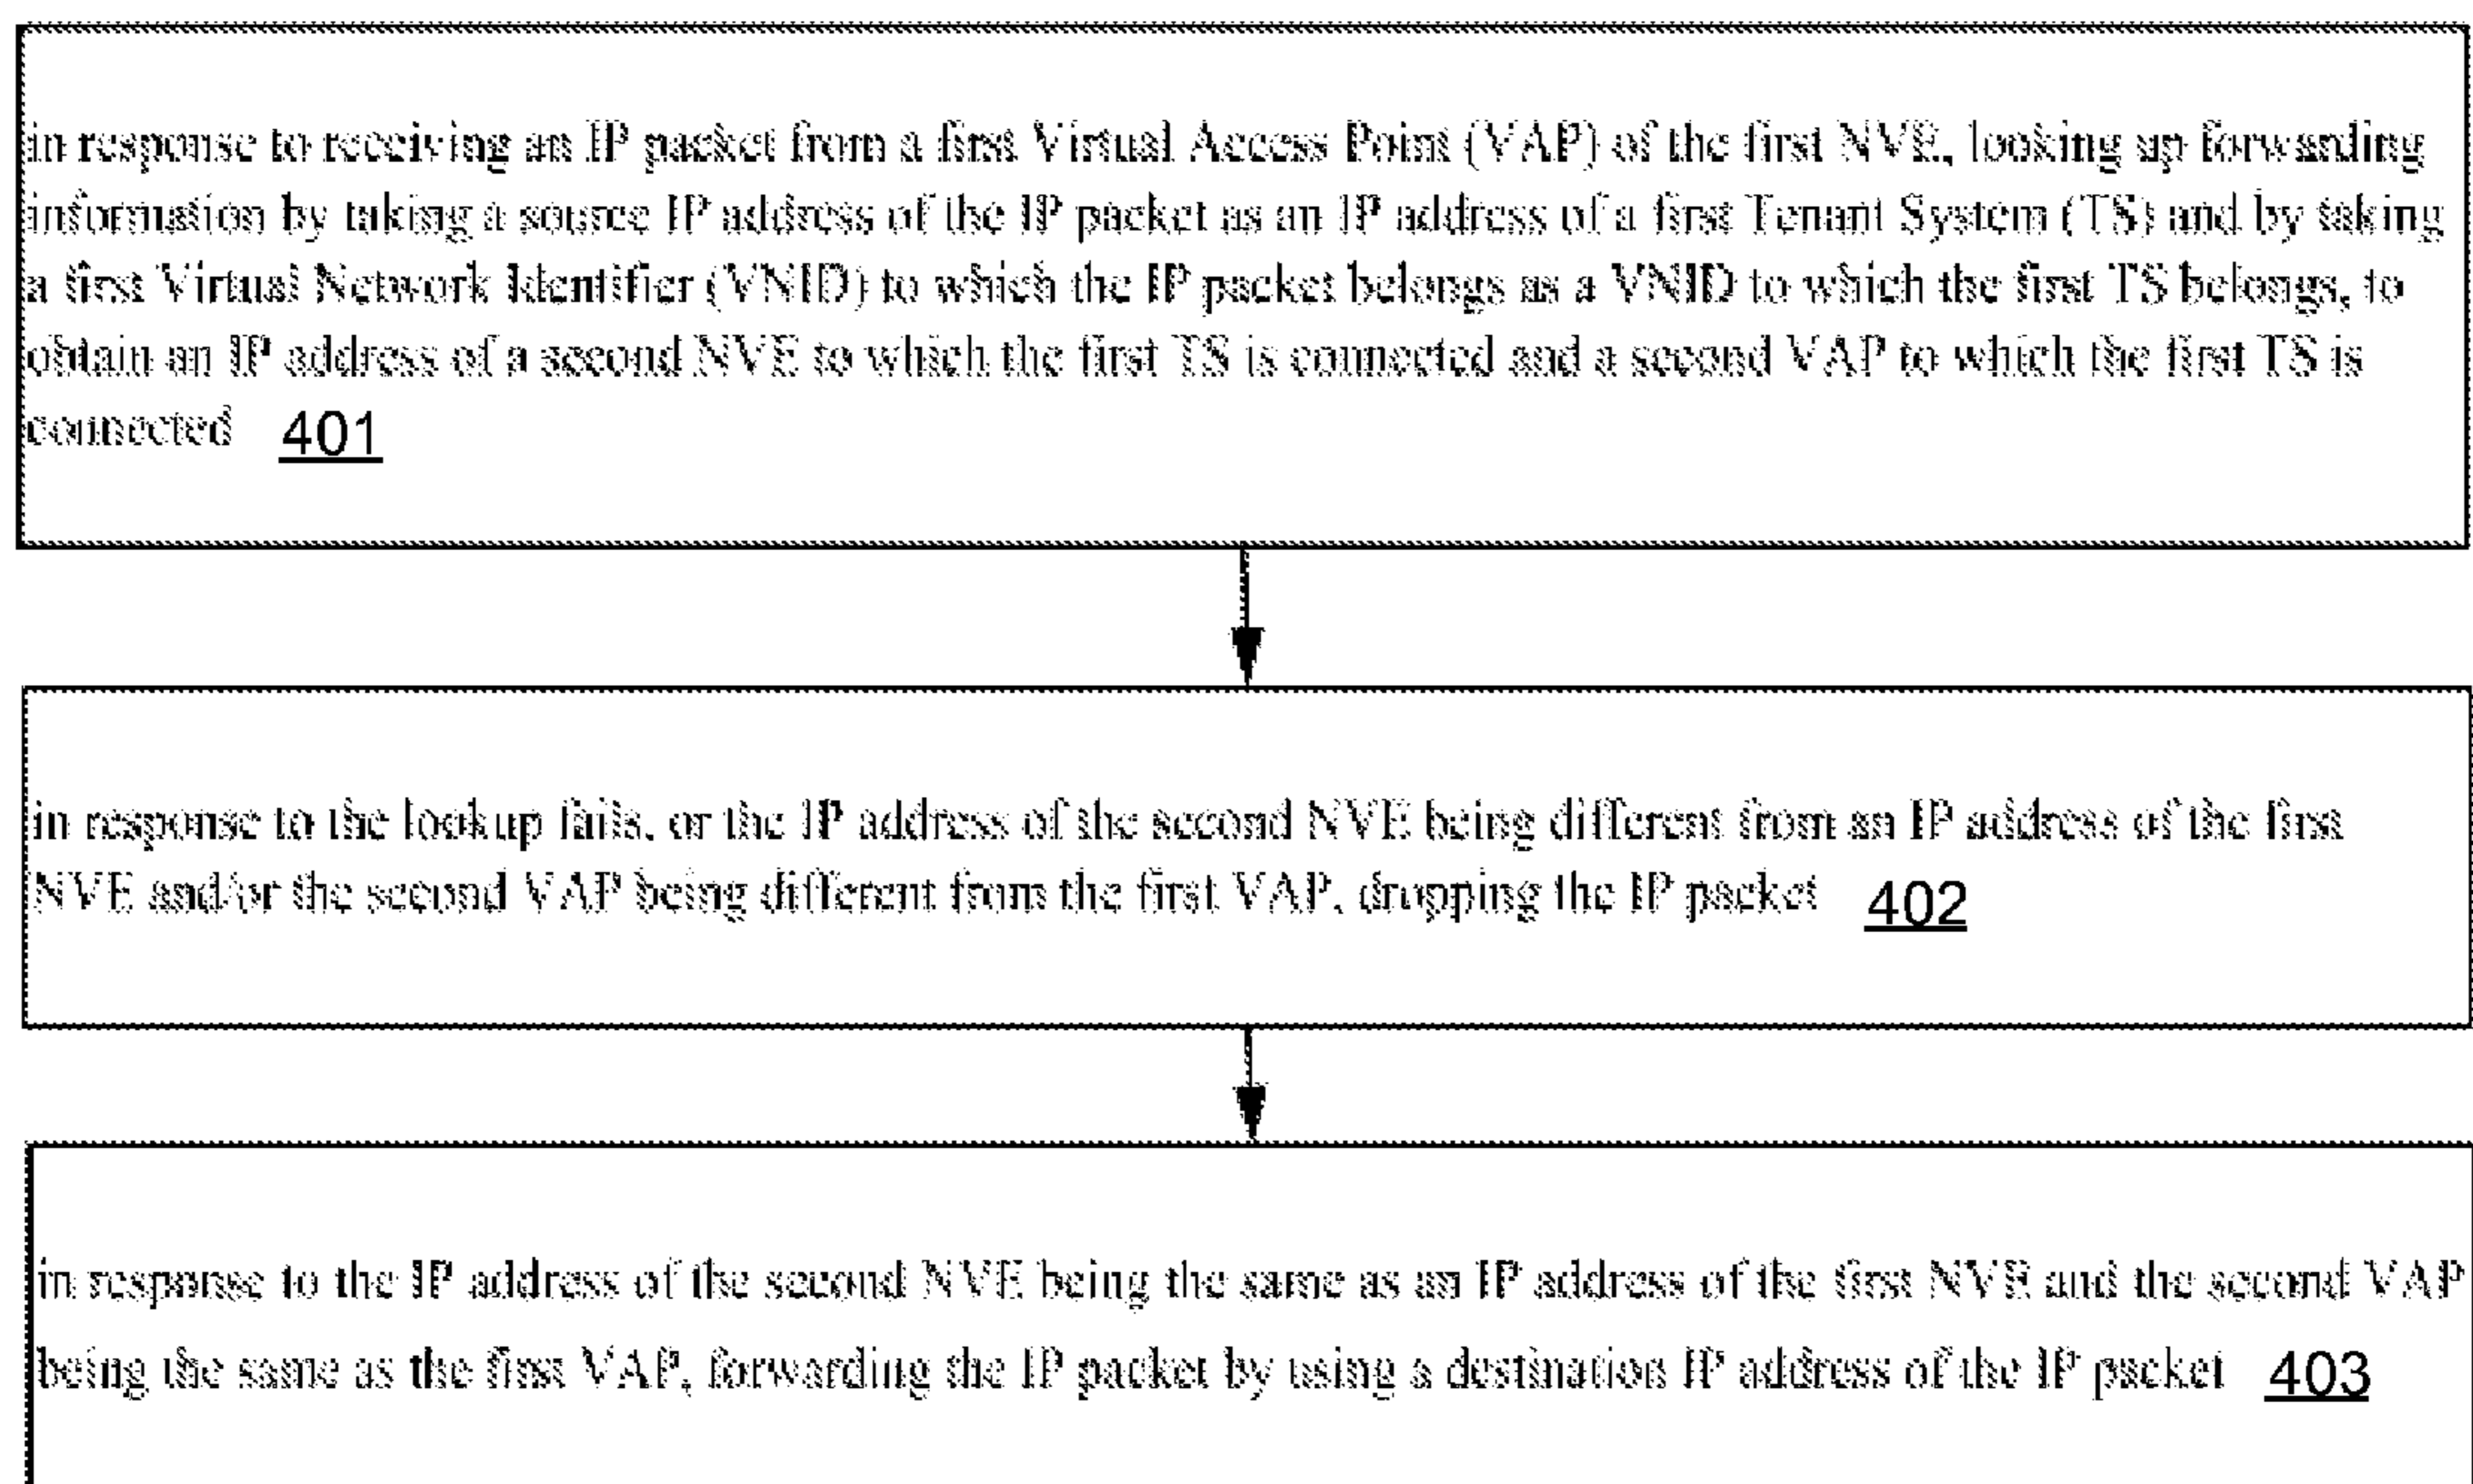 in response to receiving an IP packet from a first Virtual Access Point (VAP) of the first NVE, looking up forwarding
information by taking a source IP address of the IP packet as an IP address of a first Tenant System (TS) and by taking
a first Virtual Network Identifier (VNID) to which the IP packet belongs as a VNID to which the first TS belongs, to
obtain an IP address of a second NVE to which the first TS is connected and a second VAP to which the first TS is
connected 401
in response to the lookup fails, or the IP address of the second NVE being different from an IP address of the first
NVE and/or the second VAP being different from the first VAP, dropping the IP packet 402
in response to the IP address of the second NVE being the same as an IP address of the first NVE and the second VAP
being the same as the first VAP, forwarding the IP packet by using a destination IP address of the IP packet 403